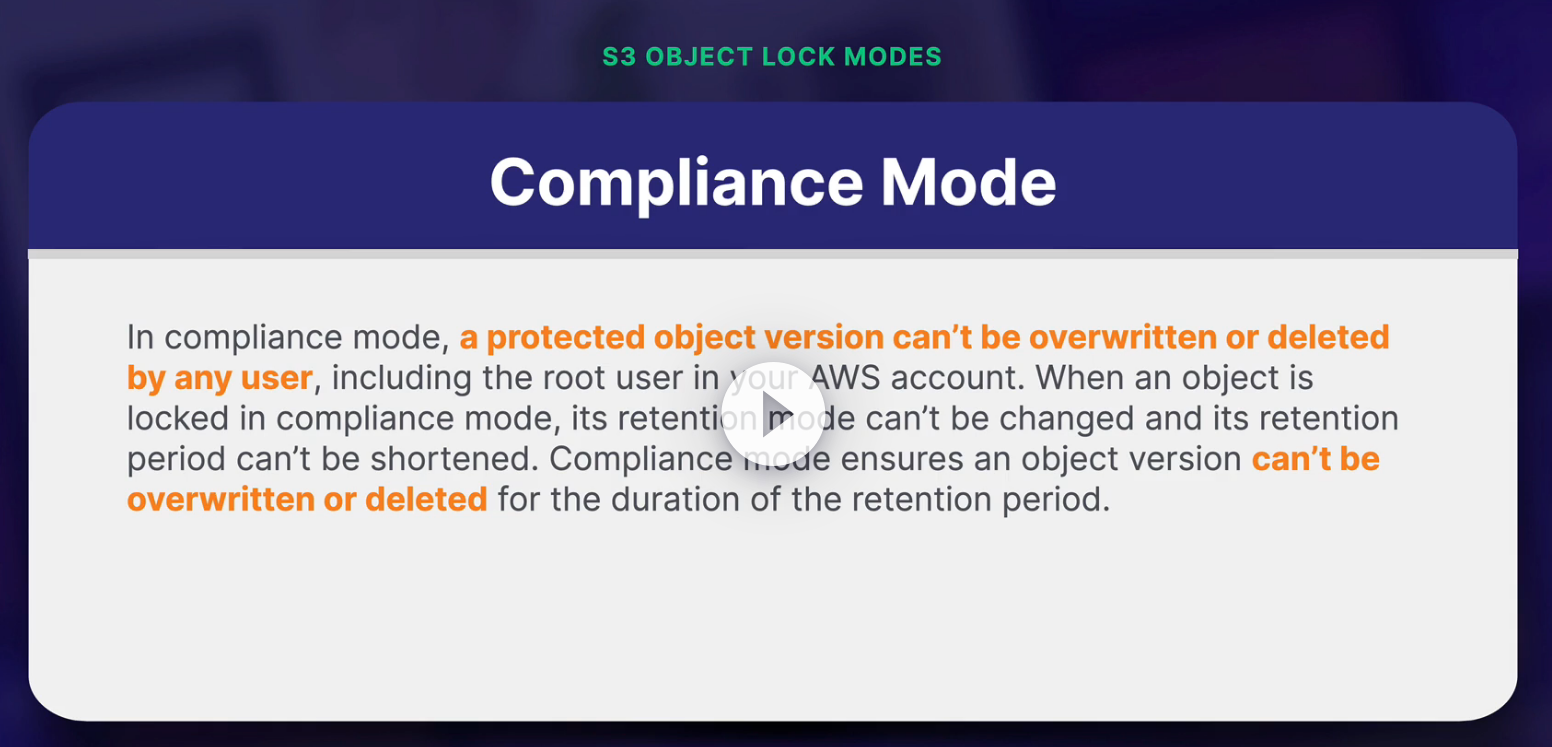 S3 OBJECT LOCK MODES
Compliance Mode
In compliance mode, a protected object version can’t be overwritten or deleted
by any user, including the root user in your AWS account. When an object is
locked in compliance mode, its retention mode can’t be changed and its retention
period can’t be shortened. Compliance mode ensures an object version can’t be
overwritten or deleted for the duration of the retention period.